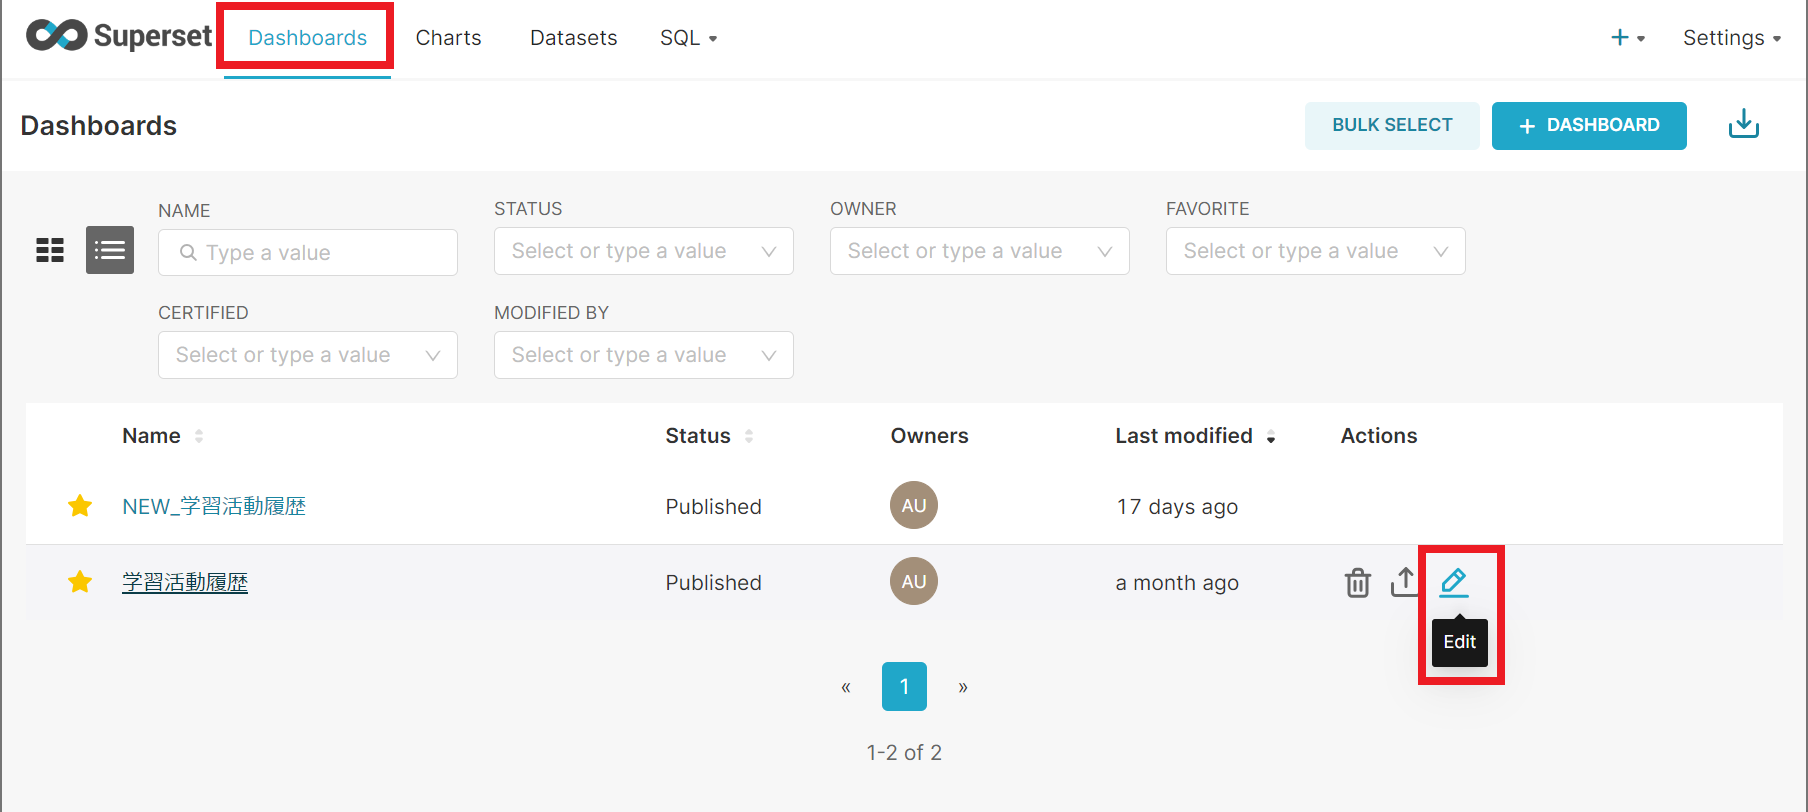 Superset Dashboards Charts Datasets SQL + Settings
Dashboards BULK SELECT + DASHBOARD
NAME STATUS OWNER FAVORITE
Type a value Select or type a value Select or type a value Select or type a value
CERTIFIED MODIFIED BY
Select or type a value Select or type a value
Name Status Owners Last modified Actions
NEW_学習活動履歴 Published AU 17 days ago
学習活動履歴 Published AU a month ago
Edit
« 1 »
1-2 of 2